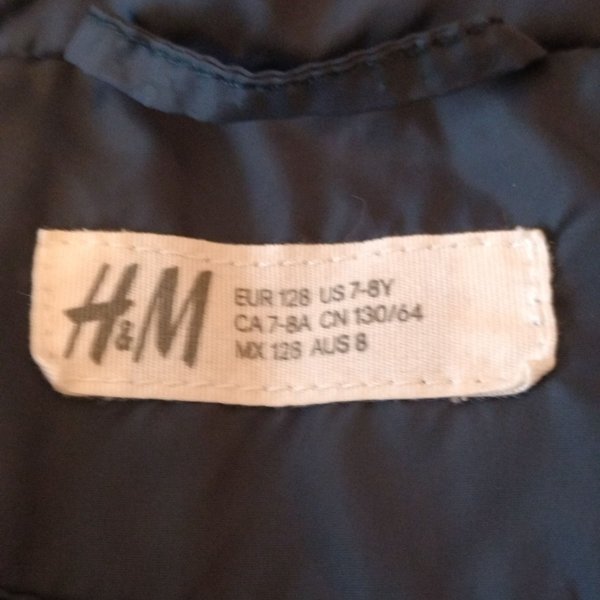 H&M
EUR 128 US 7-8Y
CA 7-8A CN 130/64
MX 128 AUS 8